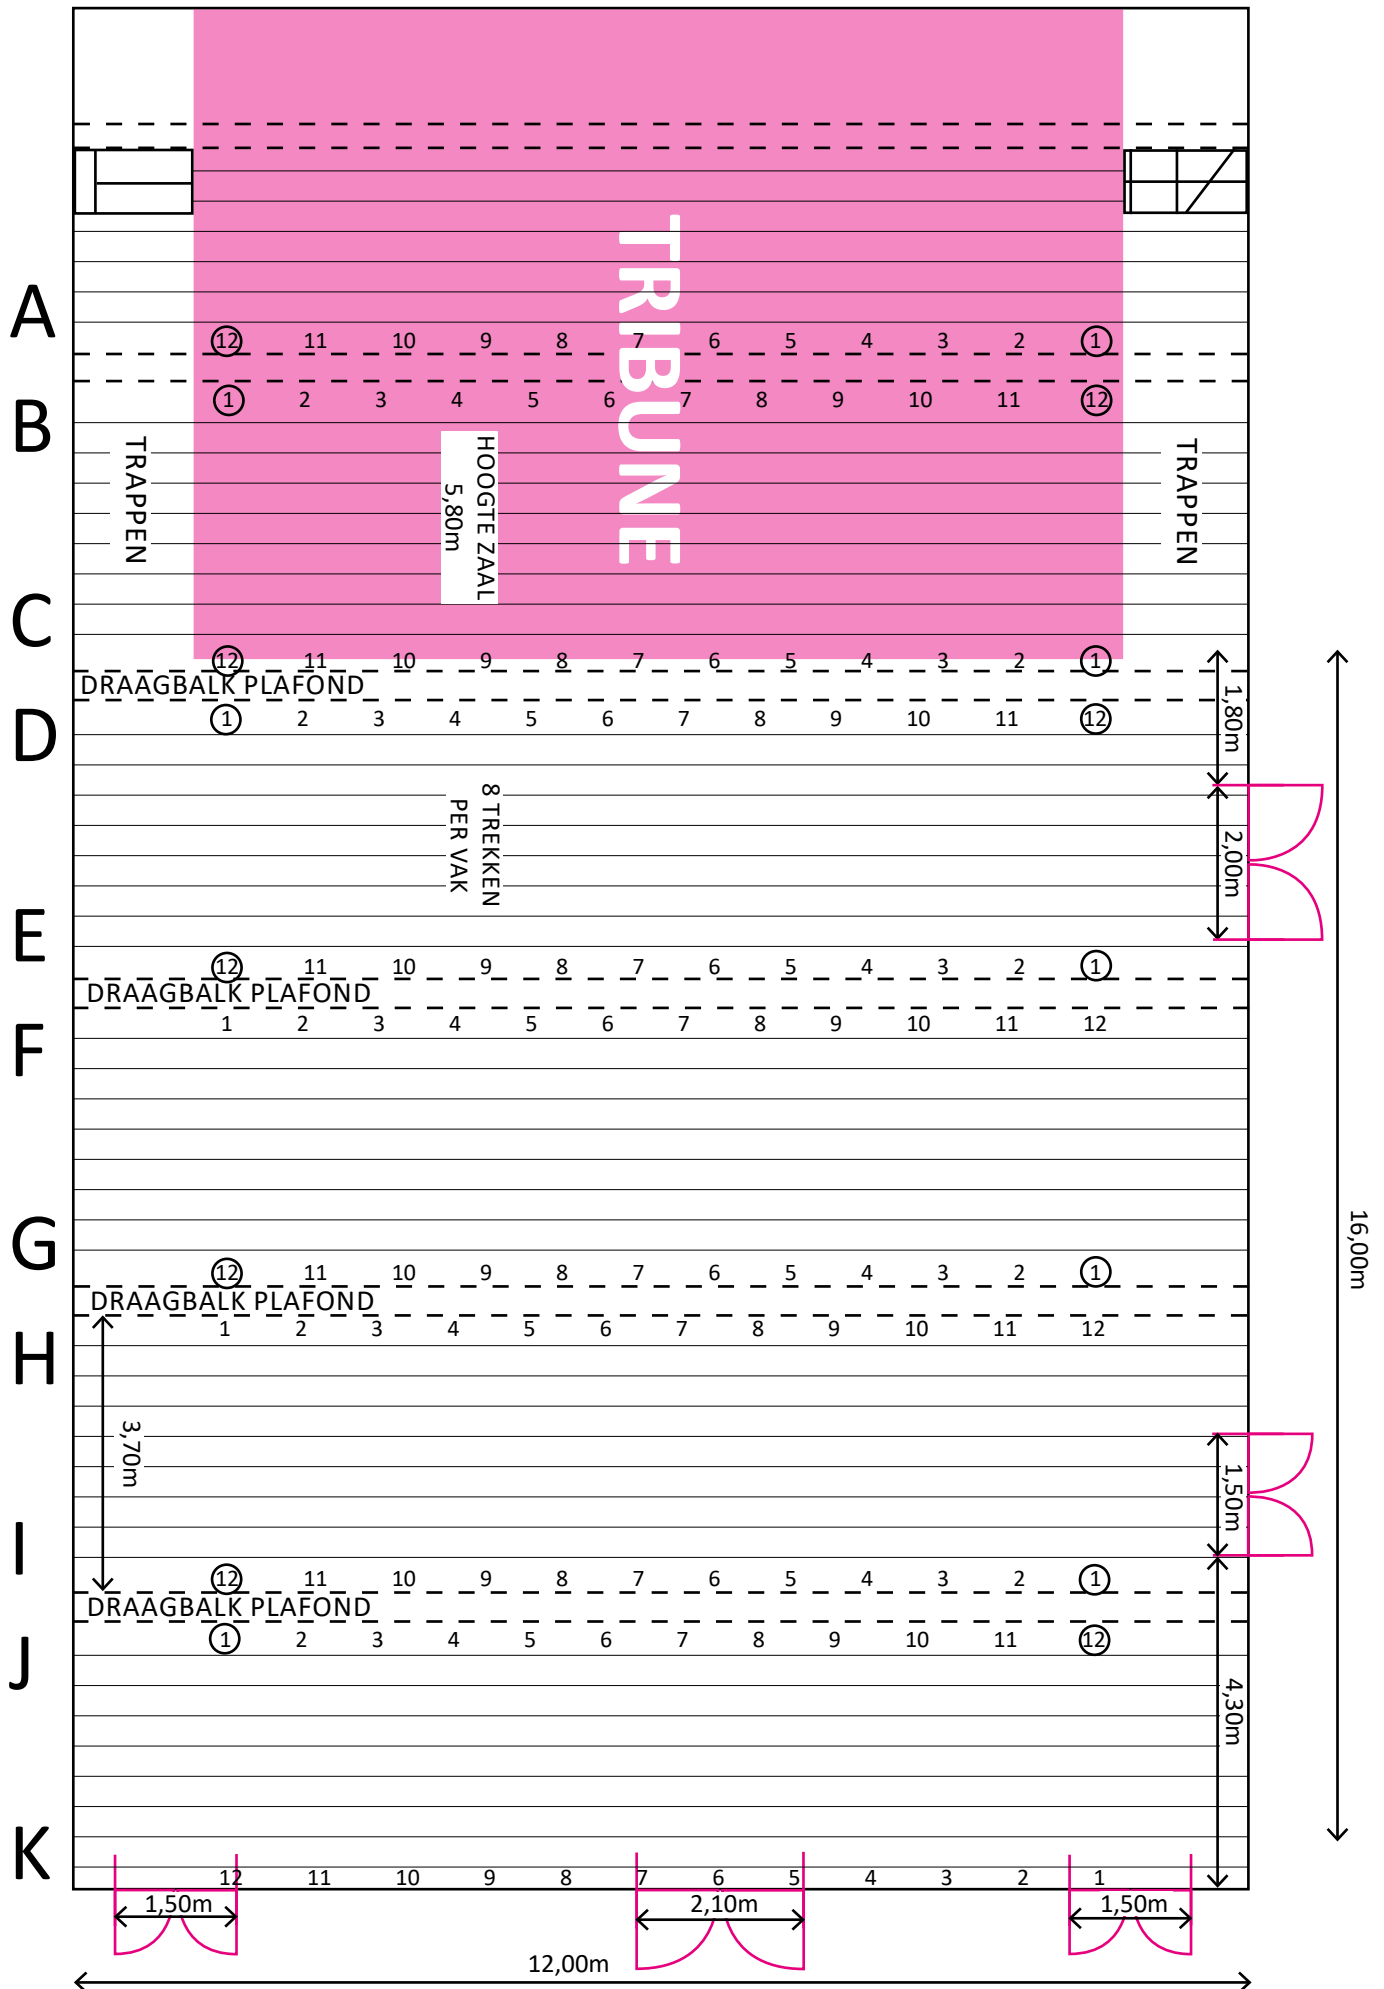 A
12 11 10 9 8 7 6 5 4 3 2 1
B
1 2 3 4 5 6 7 8 9 10 11 12
TRIBUNE
TRAPPEN
HOOGTE ZAAL
5,80m
TRAPPEN
C
12 11 10 9 8 7 6 5 4 3 2 1
DRAAGBALK PLAFOND
D
1 2 3 4 5 6 7 8 9 10 11 12
1,80m
8 TREKKEN
PER VAK
2,00m
E
12 11 10 9 8 7 6 5 4 3 2 1
DRAAGBALK PLAFOND
F
1 2 3 4 5 6 7 8 9 10 11 12
G
12 11 10 9 8 7 6 5 4 3 2 1
16,00m
DRAAGBALK PLAFOND
H
1 2 3 4 5 6 7 8 9 10 11 12
3,70m
1,50m
I
12 11 10 9 8 7 6 5 4 3 2 1
DRAAGBALK PLAFOND
J
1 2 3 4 5 6 7 8 9 10 11 12
4,30m
K
12 11 10 9 8 7 6 5 4 3 2 1
1,50m 2,10m 1,50m
12,00m